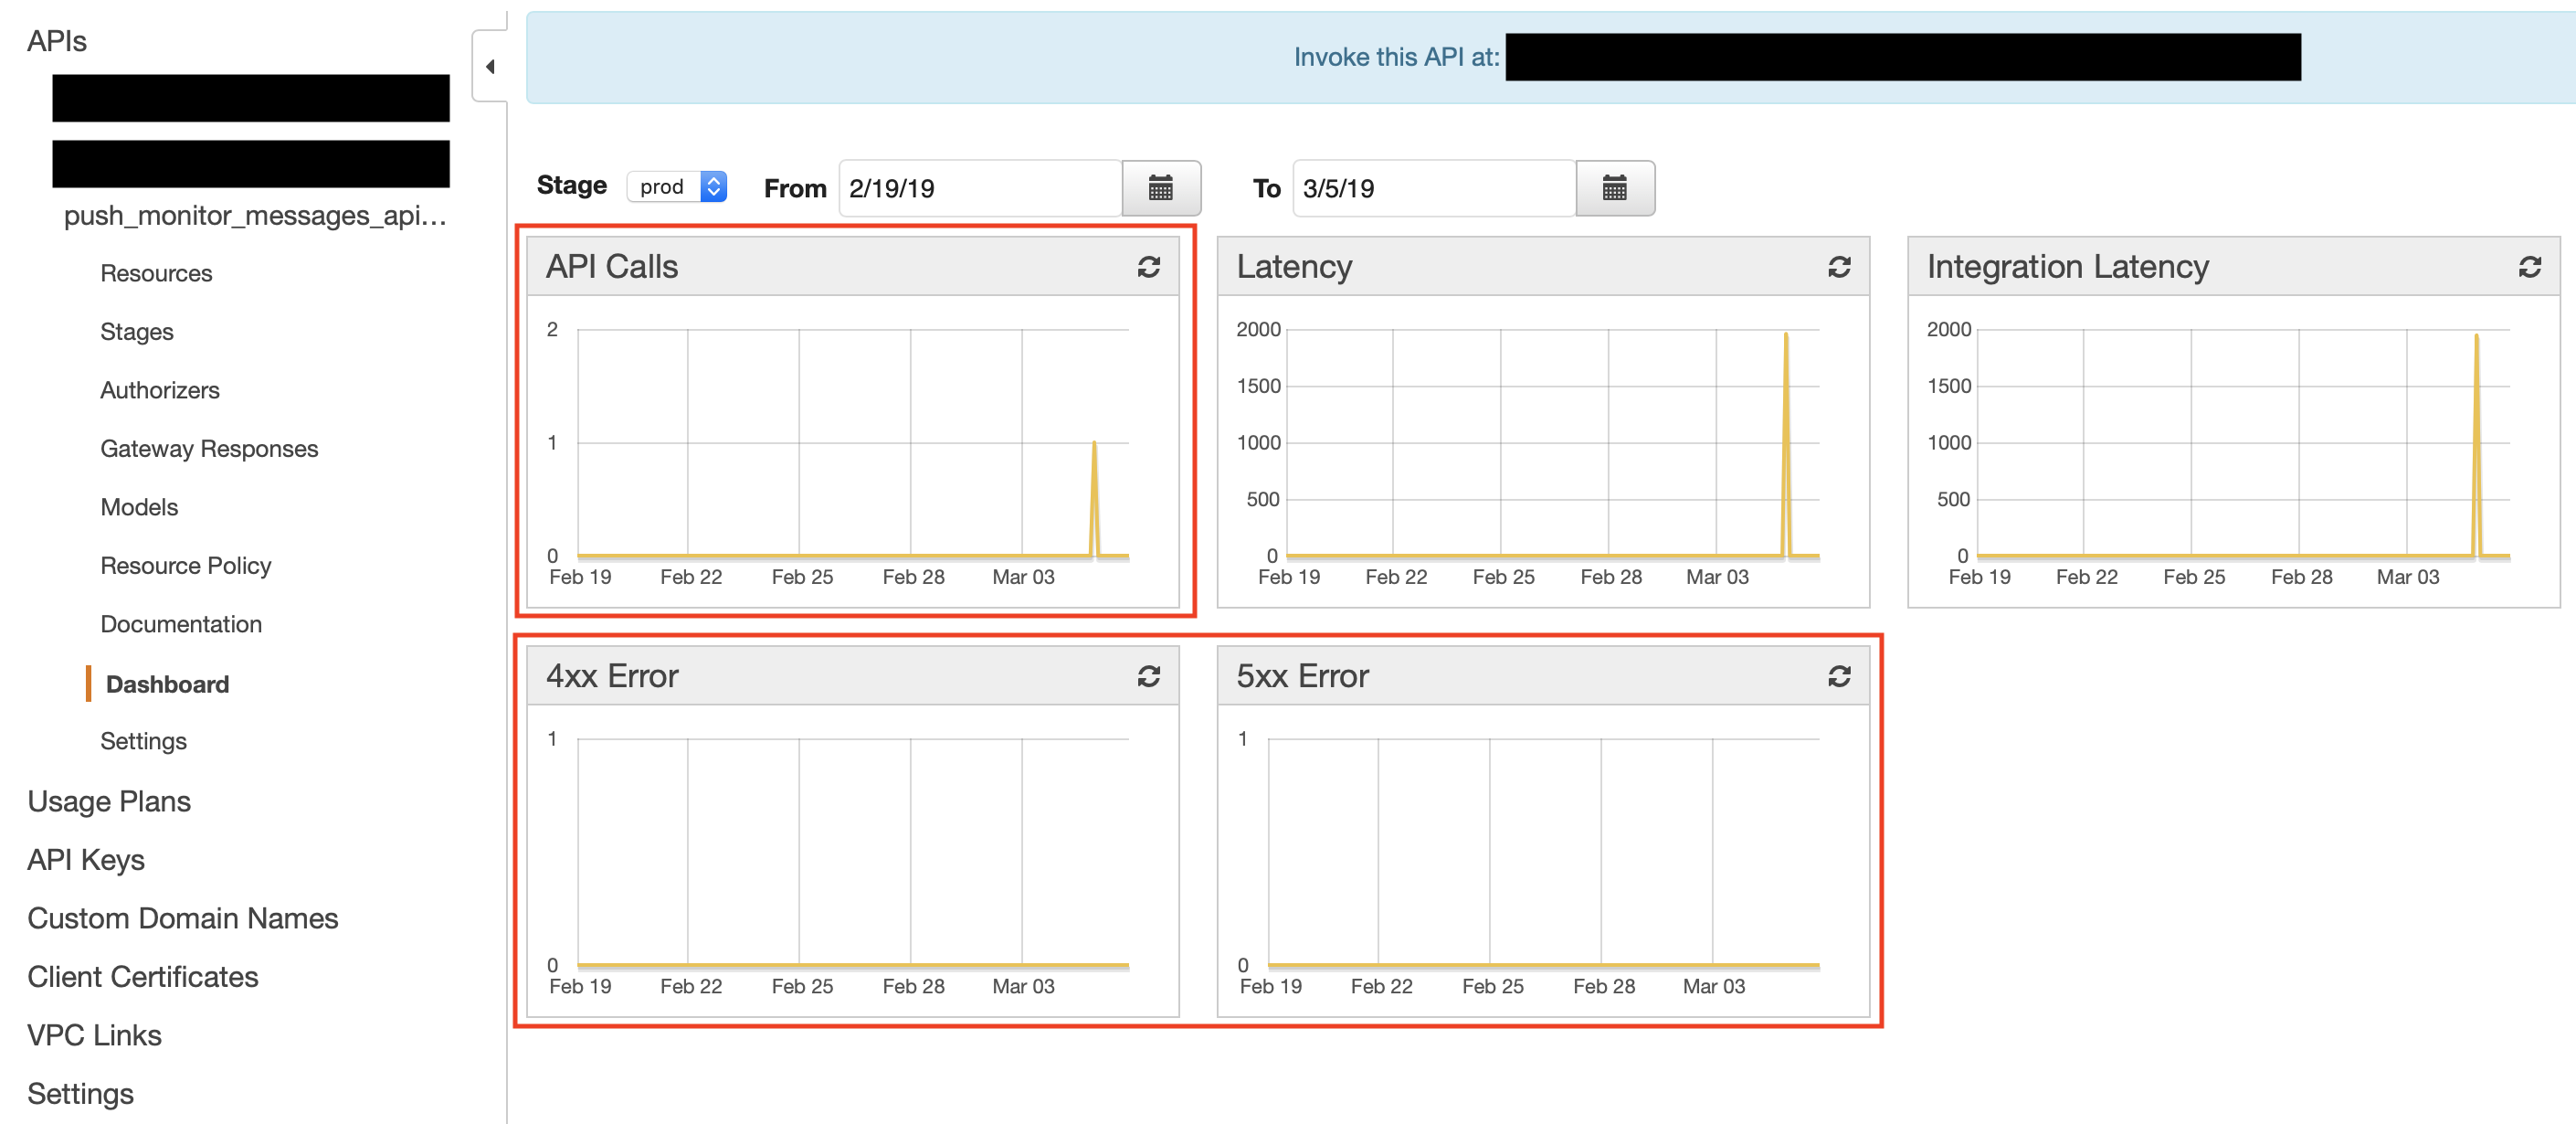 APIs
push_monitor_messages_api...
Resources
Stages
Authorizers
Gateway Responses
Models
Resource Policy
Documentation
Dashboard
Settings
Usage Plans
API Keys
Custom Domain Names
Client Certificates
VPC Links
Settings
Invoke this API at:
Stage prod From 2/19/19 To 3/5/19
API Calls
2
1
0
Feb 19 Feb 22 Feb 25 Feb 28 Mar 03
Latency
2000
1500
1000
500
0
Feb 19 Feb 22 Feb 25 Feb 28 Mar 03
Integration Latency
2000
1500
1000
500
0
Feb 19 Feb 22 Feb 25 Feb 28 Mar 03
4xx Error
1
0
Feb 19 Feb 22 Feb 25 Feb 28 Mar 03
5xx Error
1
0
Feb 19 Feb 22 Feb 25 Feb 28 Mar 03